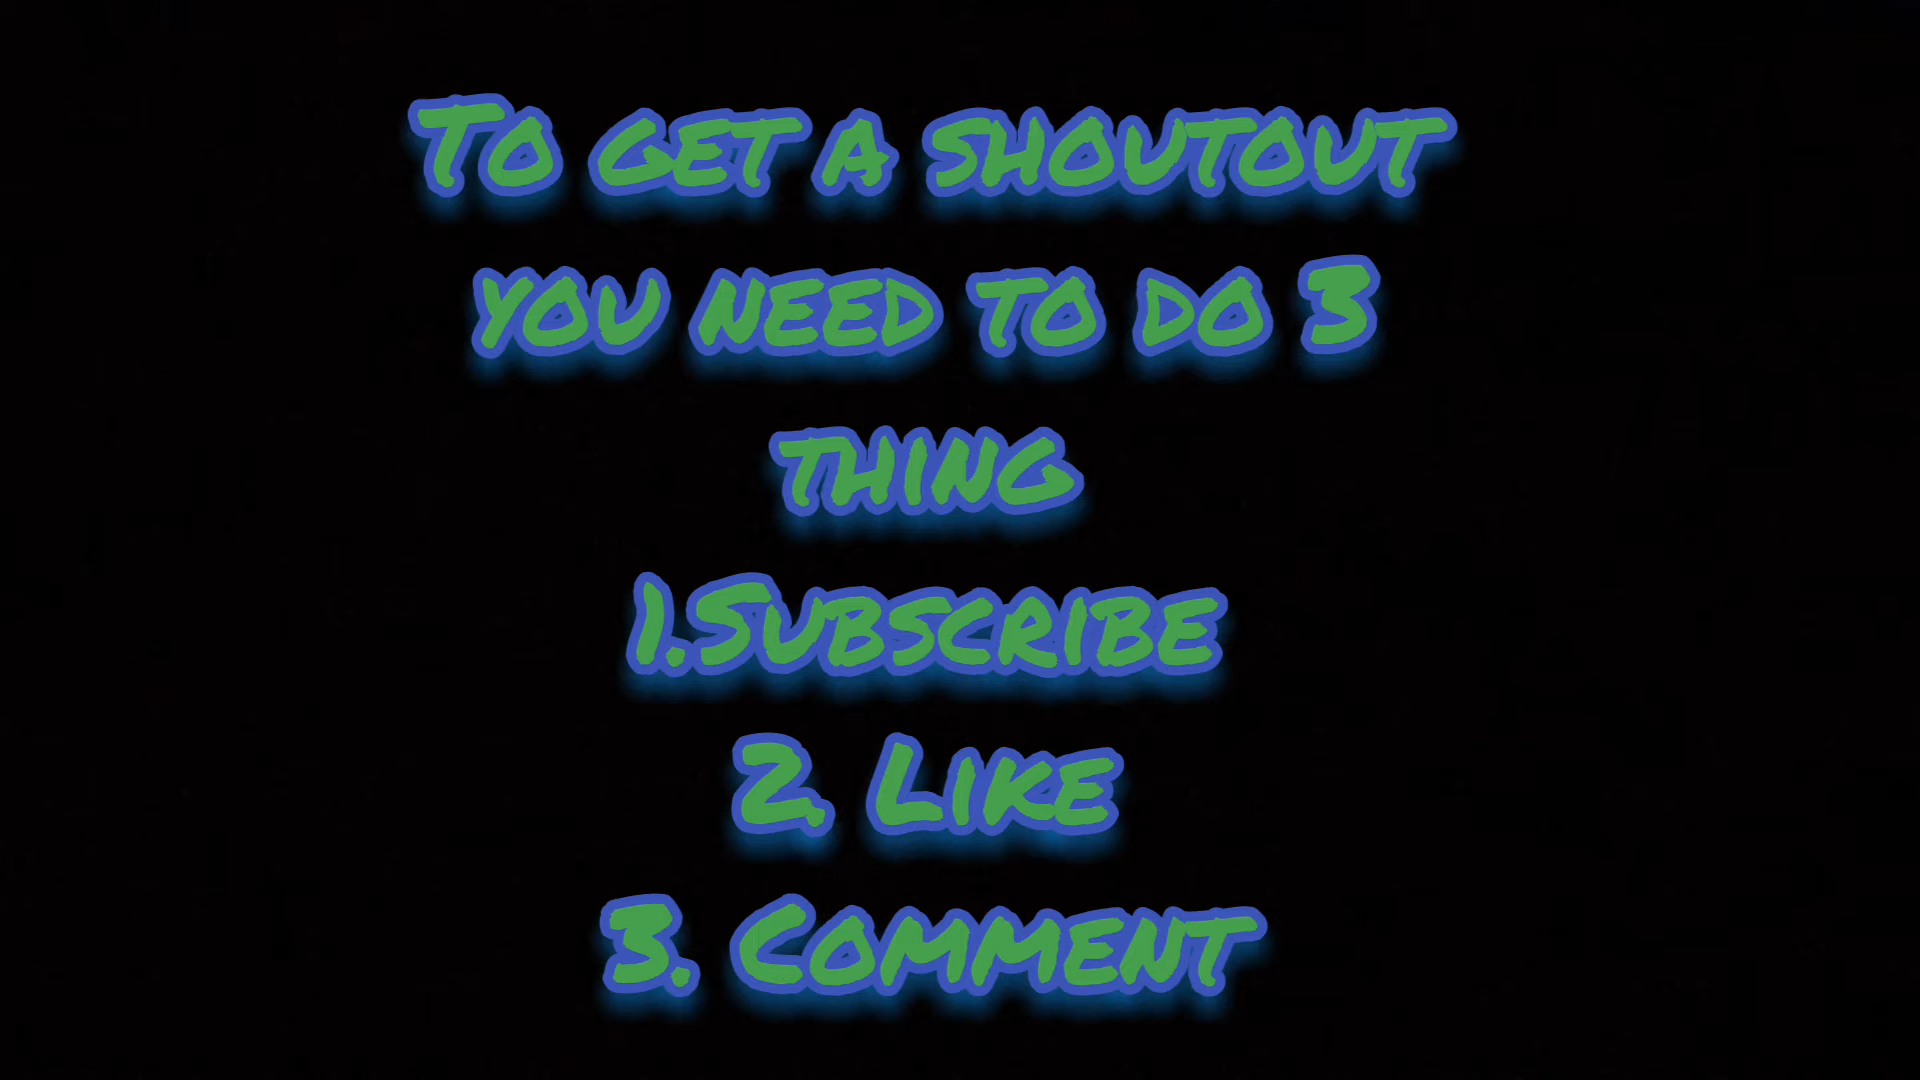 To get a shoutout
you need to do 3
thing
1.Subscribe
2. Like
3. Comment